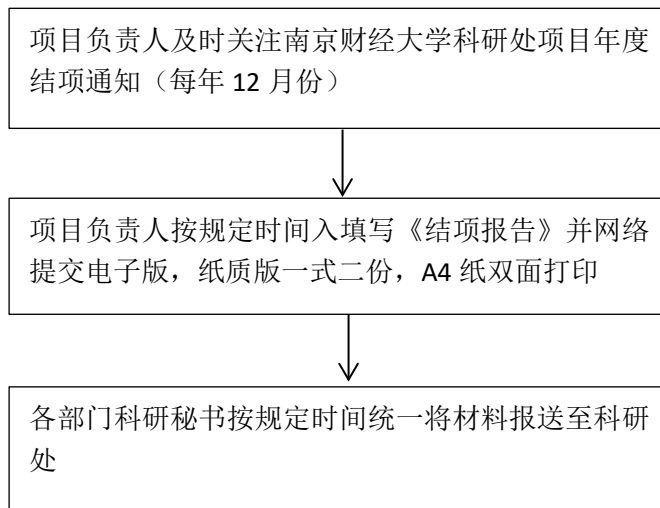 项目负责人及时关注南京财经大学科研处项目年度
结项通知（每年 12 月份）
项目负责人按规定时间入填写《结项报告》并网络
提交电子版，纸质版一式二份，A4 纸双面打印
各部门科研秘书按规定时间统一将材料报送至科研
处